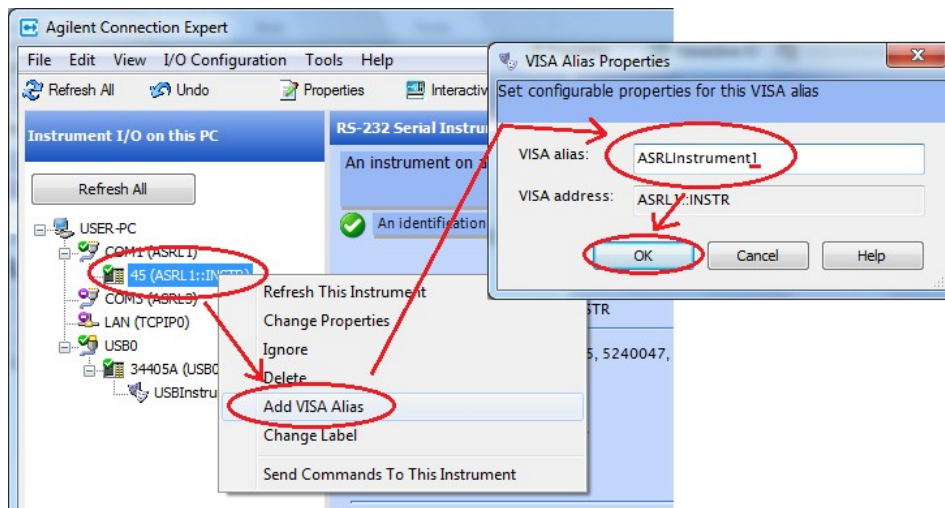 Agilent Connection Expert
File Edit View I/O Configuration Tools Help
Refresh All Undo Properties Interactiv
Instrument I/O on this PC
RS-232 Serial Instru
An instrument on a
Refresh All
An identification
USER-PC
COM1 (ASRL1)
45 (ASRL1::INSTR)
COM3 (ASRL3)
LAN (TCPIP0)
USB0
34405A (USB0
USBInstru
Refresh This Instrument
Change Properties
Ignore
Delete
Add VISA Alias
Change Label
Send Commands To This Instrument
STR
5, 5240047,
VISA Alias Properties
Set configurable properties for this VISA alias
VISA alias: ASRLInstrument1
VISA address: ASRL1::INSTR
OK Cancel Help